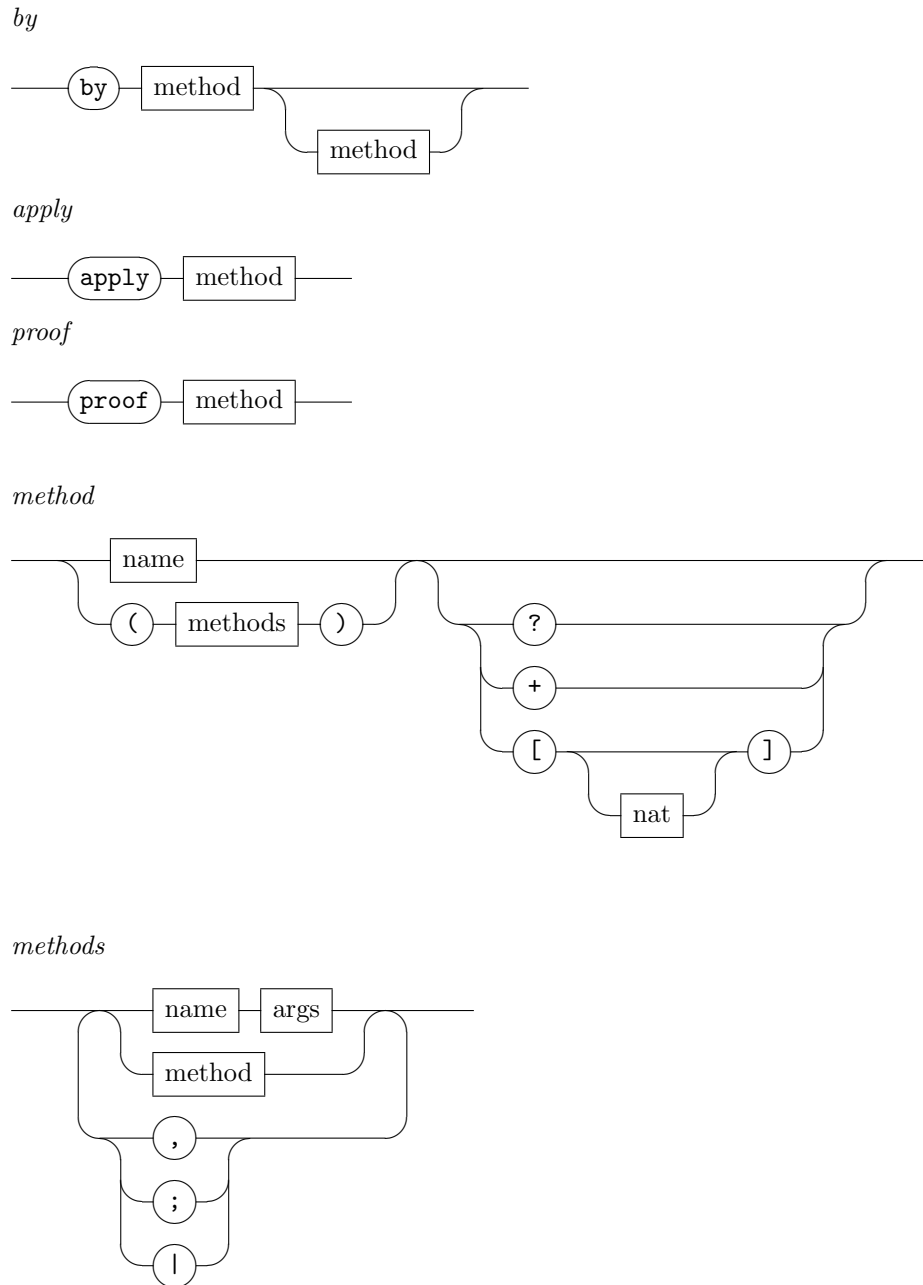 by
by method
method
apply
apply method
proof
proof method
method
name
( methods ) ?
+
[ ]
nat
methods
name args
method
,
;
|